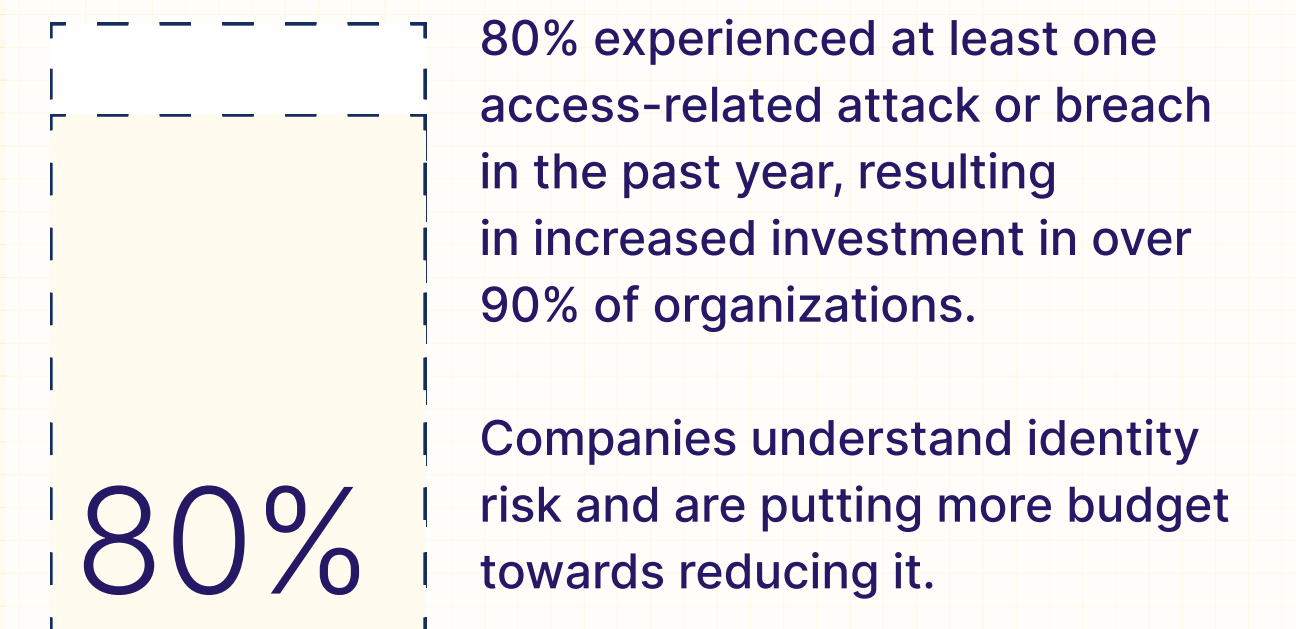 80% experienced at least one
access-related attack or breach
in the past year, resulting
in increased investment in over
90% of organizations.
Companies understand identity
risk and are putting more budget
towards reducing it.
80%